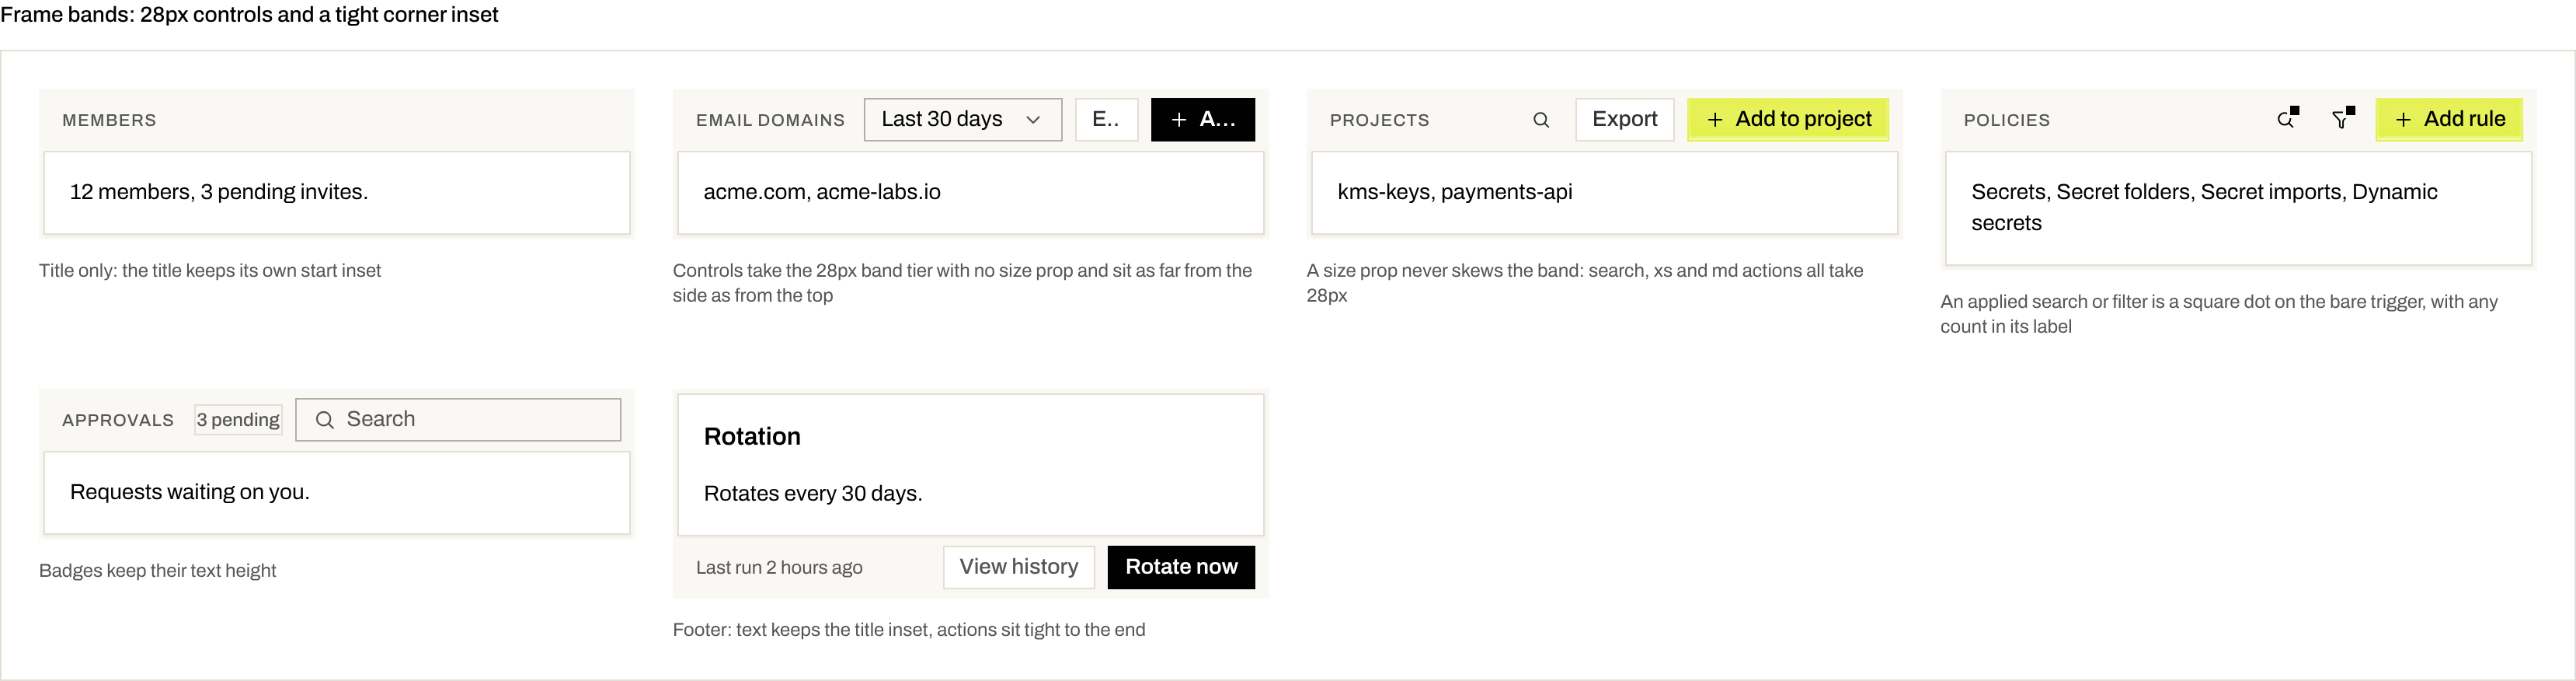 Frame bands: 28px controls and a tight corner inset
MEMBERS
12 members, 3 pending invites.
Title only: the title keeps its own start inset
EMAIL DOMAINS
Last 30 days
E..
+ A...
acme.com, acme-labs.io
Controls take the 28px band tier with no size prop and sit as far from the
side as from the top
PROJECTS
Export
+ Add to project
kms-keys, payments-api
A size prop never skews the band: search, xs and md actions all take
28px
POLICIES
+ Add rule
Secrets, Secret folders, Secret imports, Dynamic
secrets
An applied search or filter is a square dot on the bare trigger, with any
count in its label
APPROVALS
3 pending
Search
Requests waiting on you.
Badges keep their text height
Rotation
Rotates every 30 days.
Last run 2 hours ago
View history
Rotate now
Footer: text keeps the title inset, actions sit tight to the end